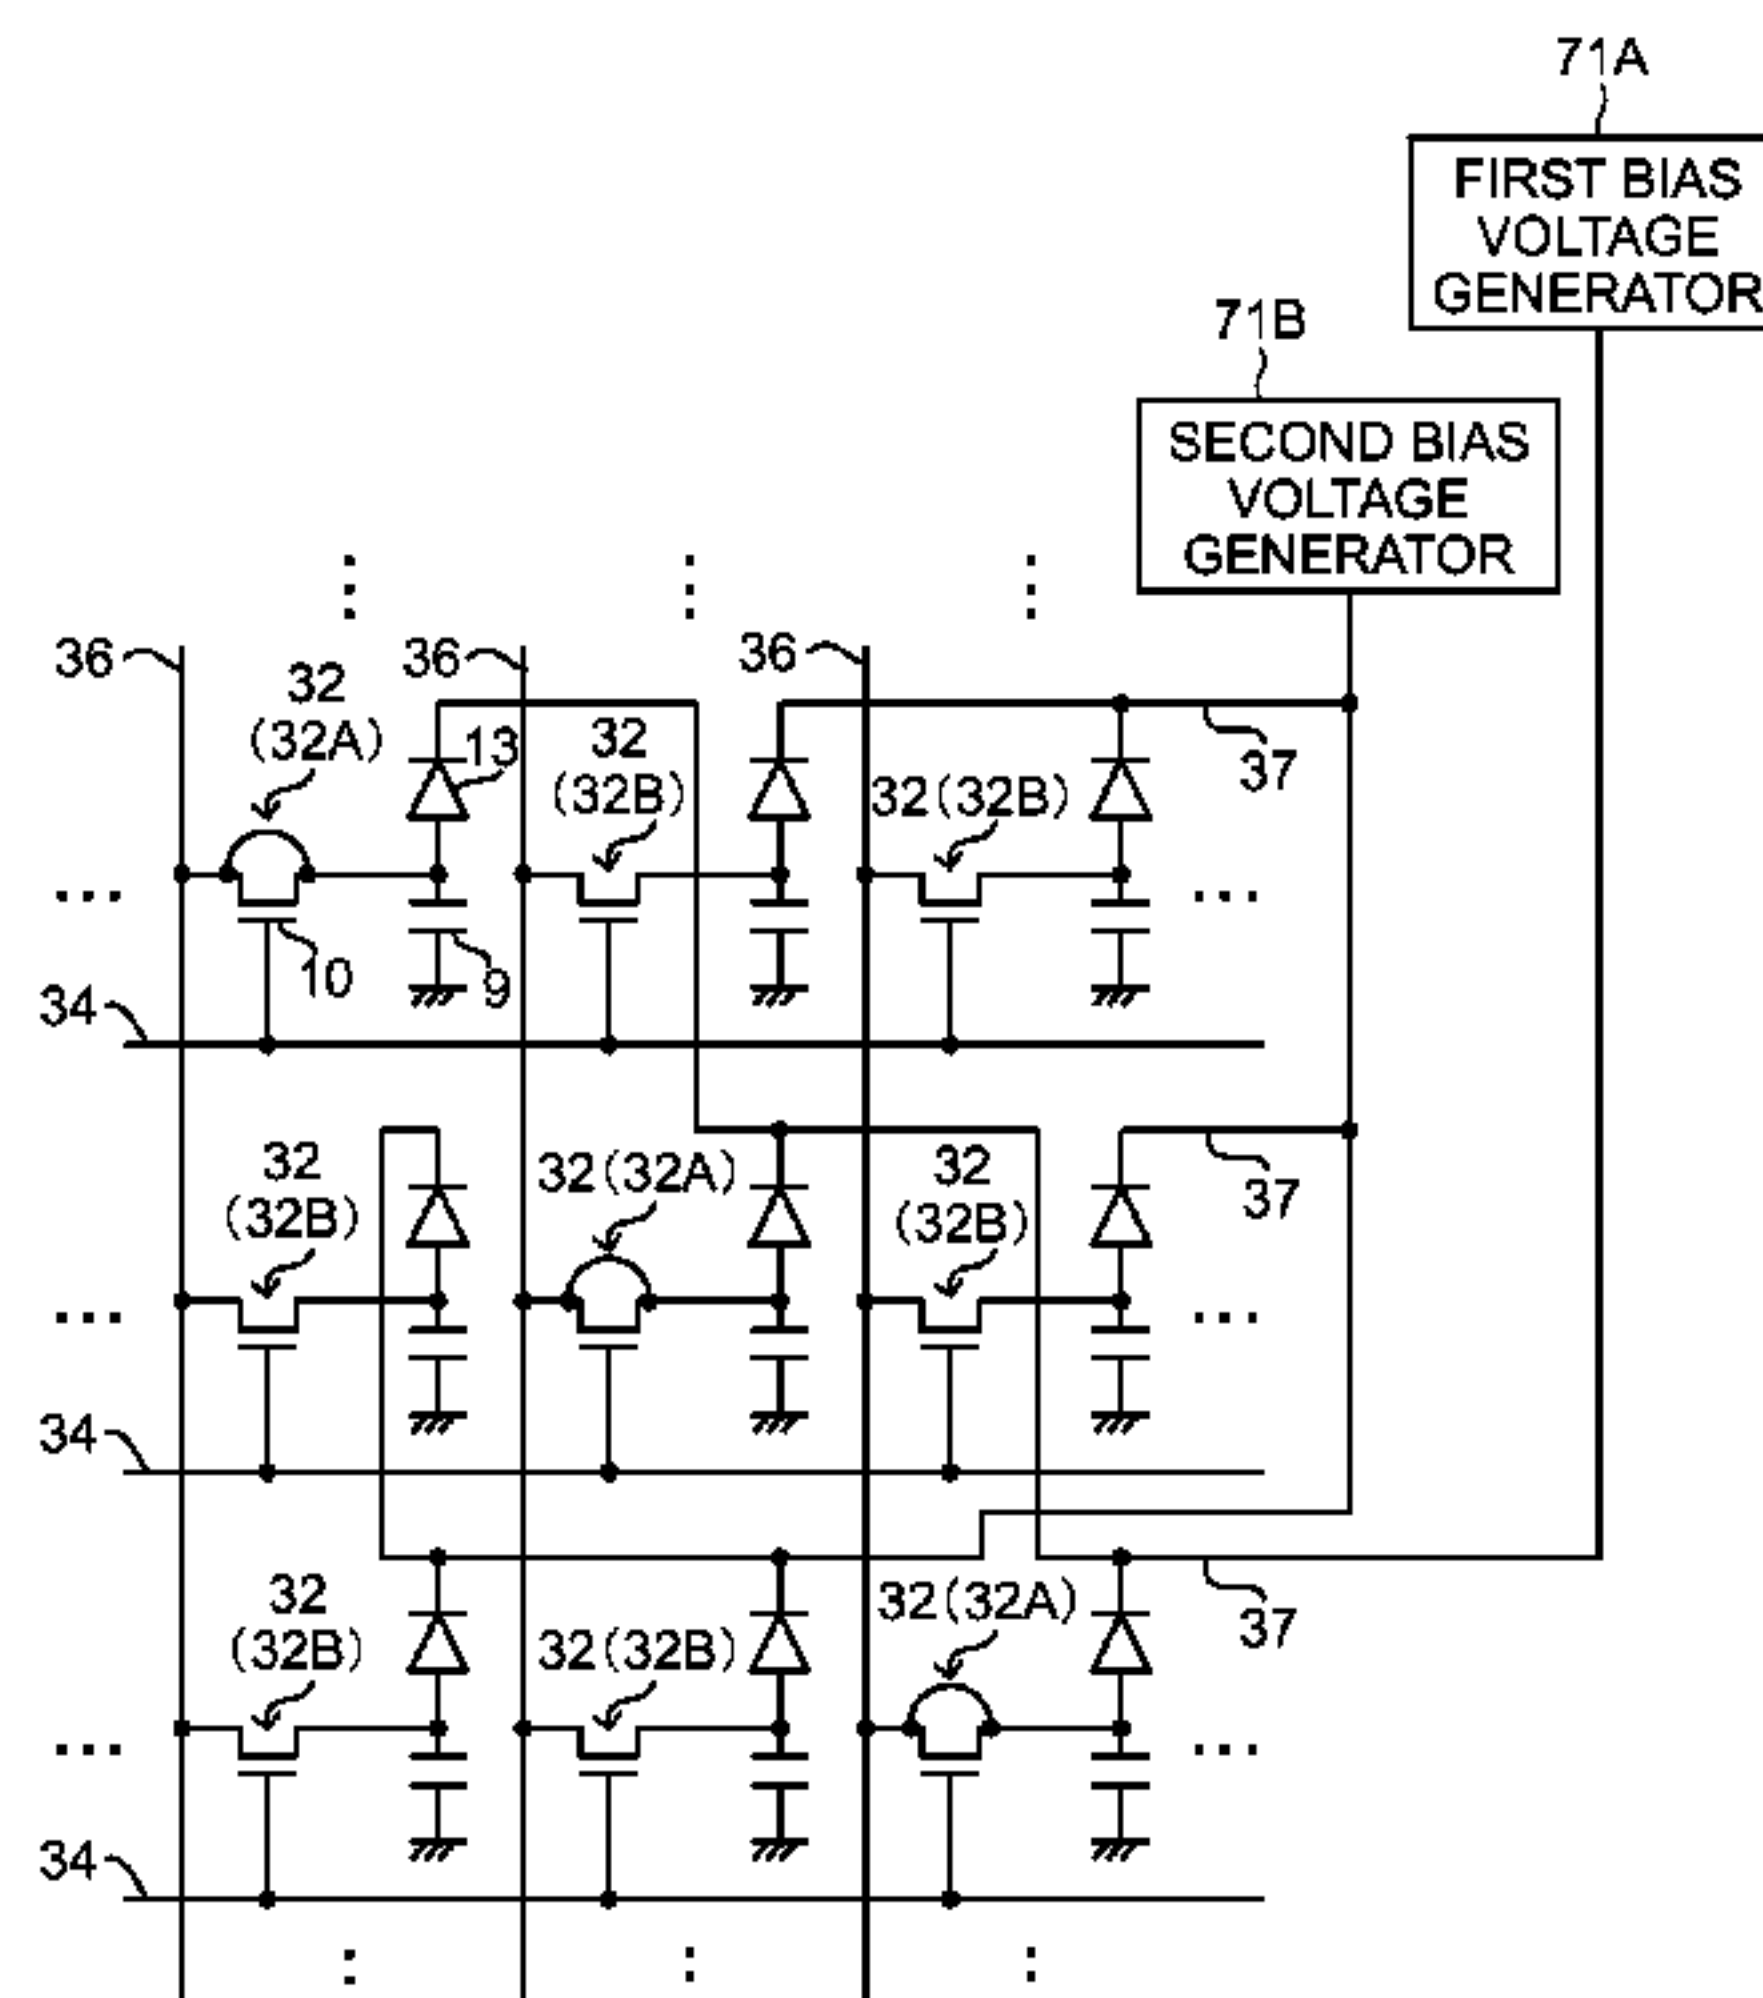 71A
FIRST BIAS
VOLTAGE
GENERATOR
71B
SECOND BIAS
VOLTAGE
GENERATOR
36
36
36
32
(32A)
13
32
(32B)
32(32B)
37
10
9
34
32
(32B)
32(32A)
32
(32B)
37
34
32
(32B)
32(32B)
32(32A)
37
34